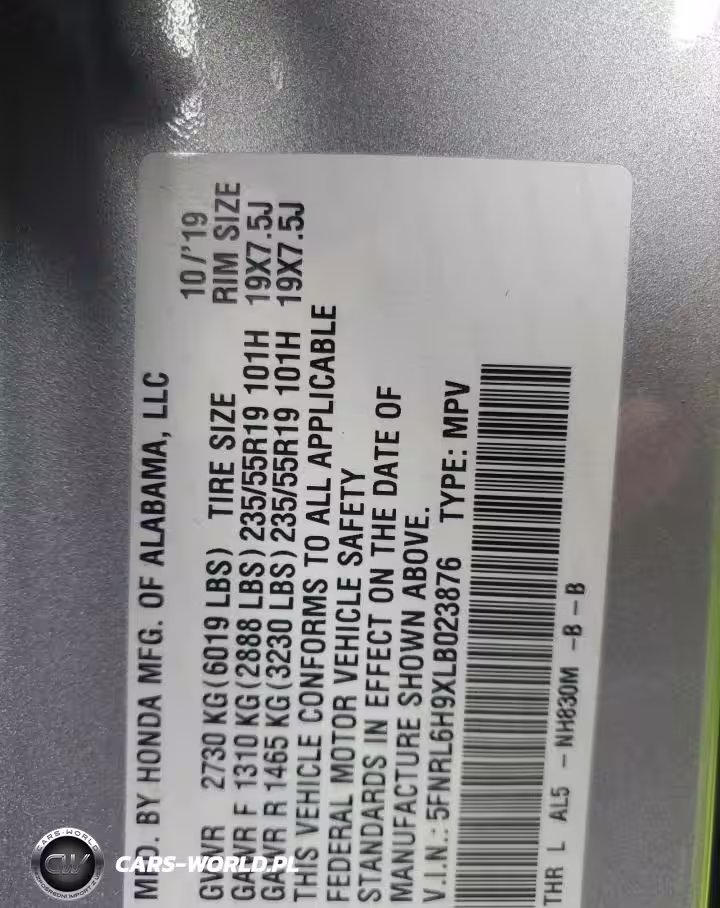 MFD. BY HONDA MFG. OF ALABAMA, LLC 10/'19
GVWR 2730 KG (6019 LBS) TIRE SIZE RIM SIZE
GAWR F 1310 KG (2888 LBS) 235/55R19 101H 19X7.5J
GAWR R 1465 KG (3230 LBS) 235/55R19 101H 19X7.5J
THIS VEHICLE CONFORMS TO ALL APPLICABLE
FEDERAL MOTOR VEHICLE SAFETY
STANDARDS IN EFFECT ON THE DATE OF
MANUFACTURE SHOWN ABOVE.
V.I.N.: 5FNRL6H9XLB023876 TYPE: MPV
THR L AL5 - NH830M -B -B
CARS-WORLD
CW
CARS-WORLD.PL